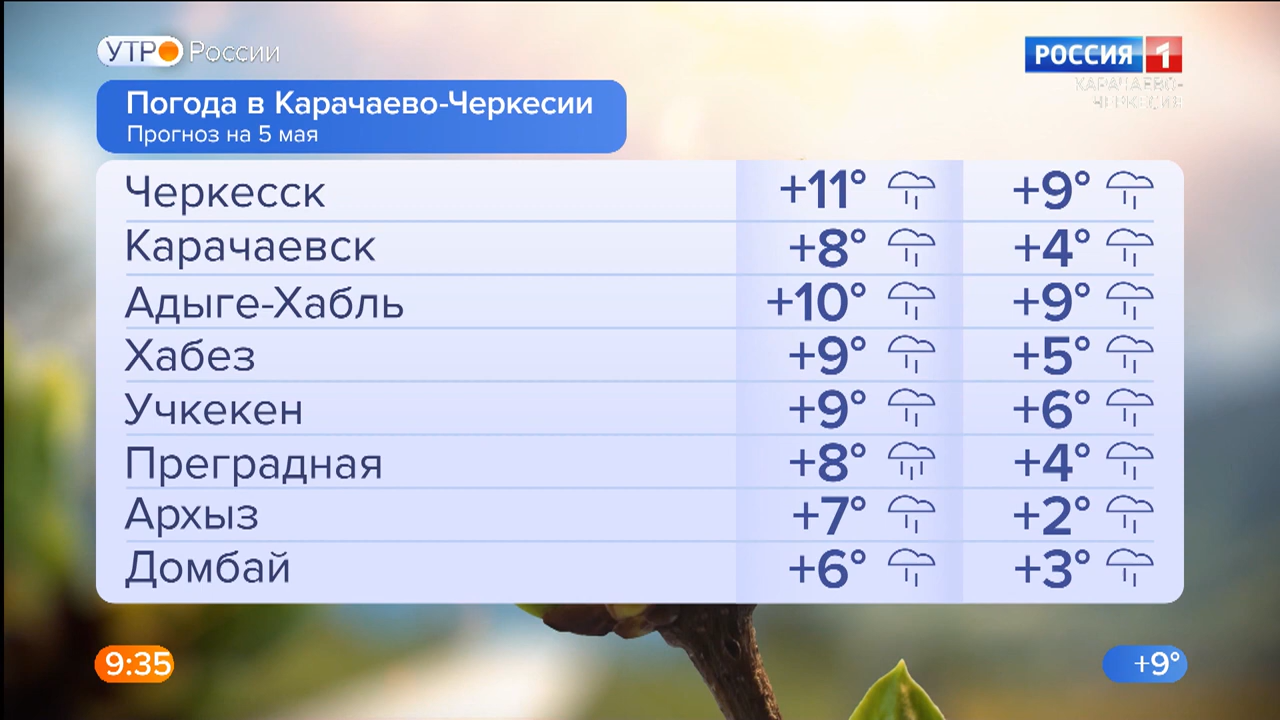 УТРО России
РОССИЯ 1
КАРАЧАЕВО-
ЧЕРКЕСИЯ
Погода в Карачаево-Черкесии
Прогноз на 5 мая
Черкесск +11° +9°
Карачаевск +8° +4°
Адыге-Хабль +10° +9°
Хабез +9° +5°
Учкекен +9° +6°
Преградная +8° +4°
Архыз +7° +2°
Домбай +6° +3°
9:35 +9°